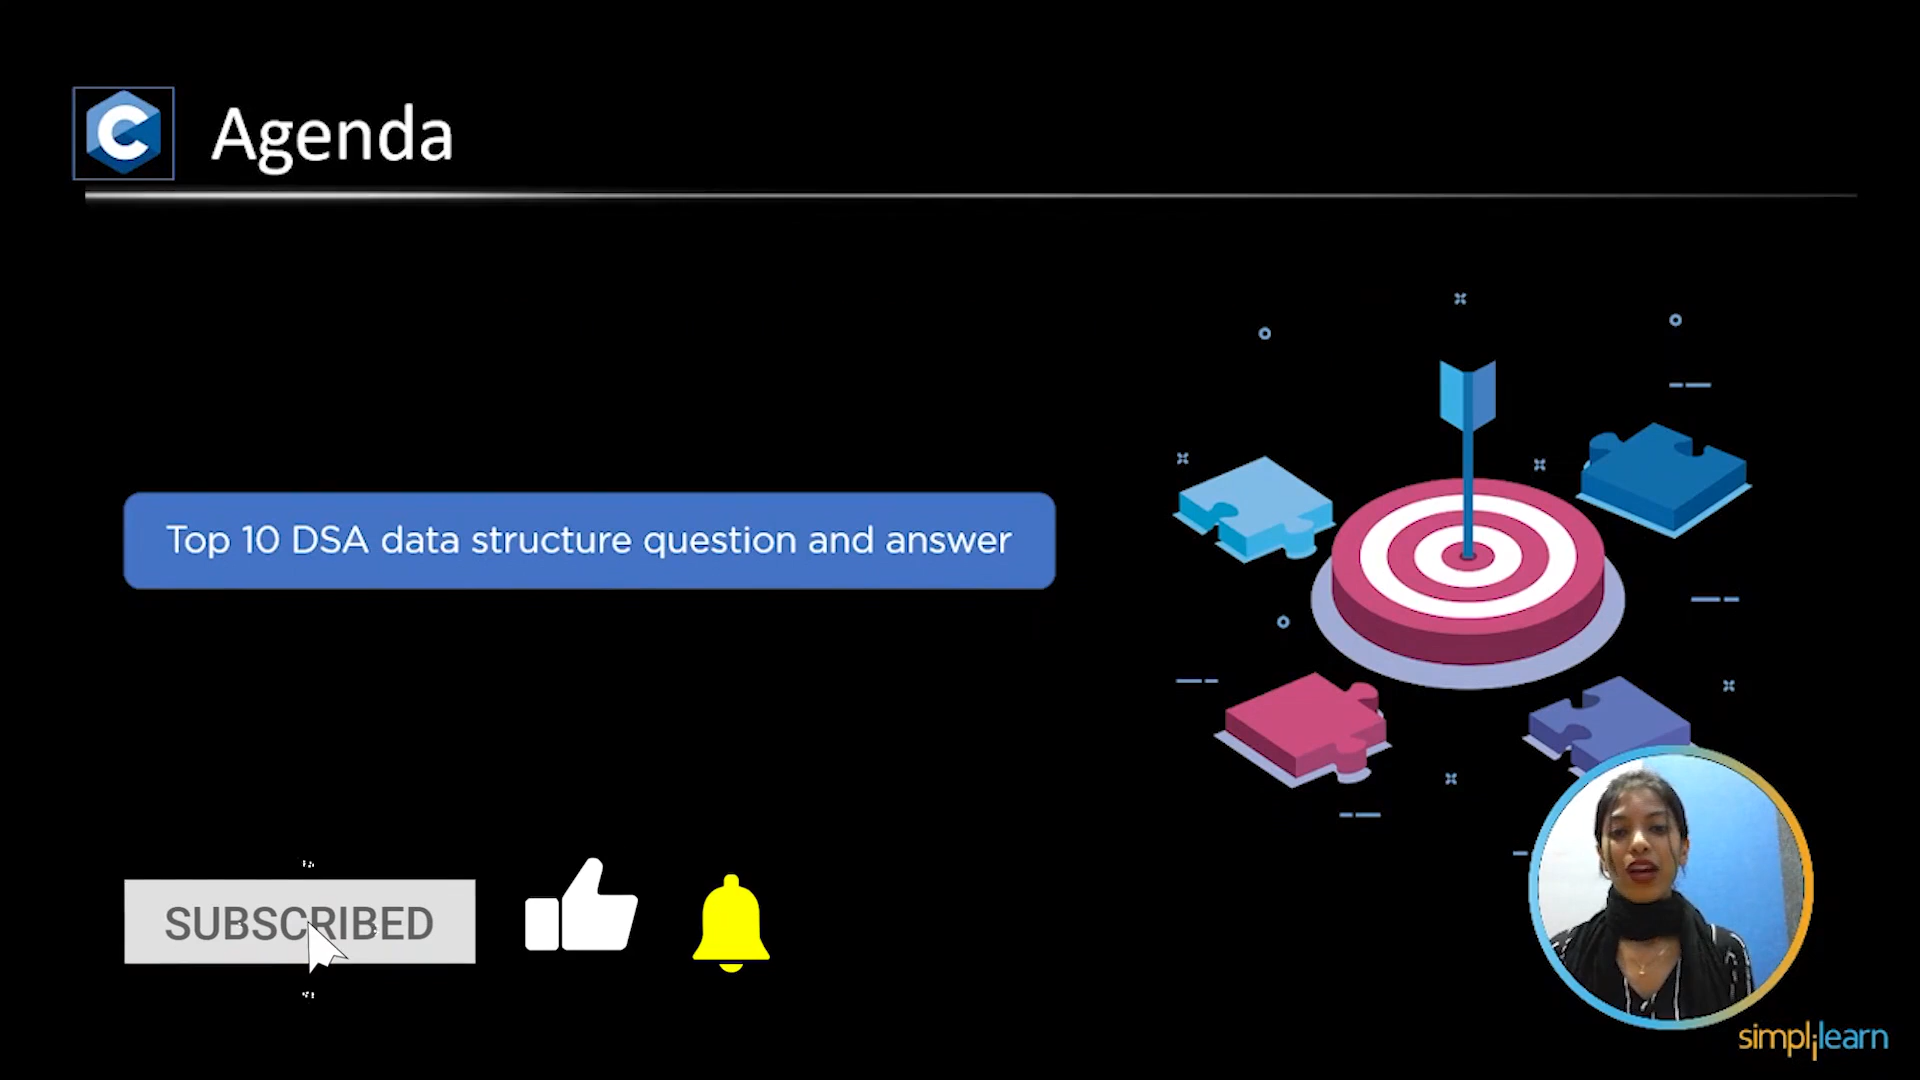 C Agenda
Top 10 DSA data structure question and answer
SUBSCRIBED
simplilearn